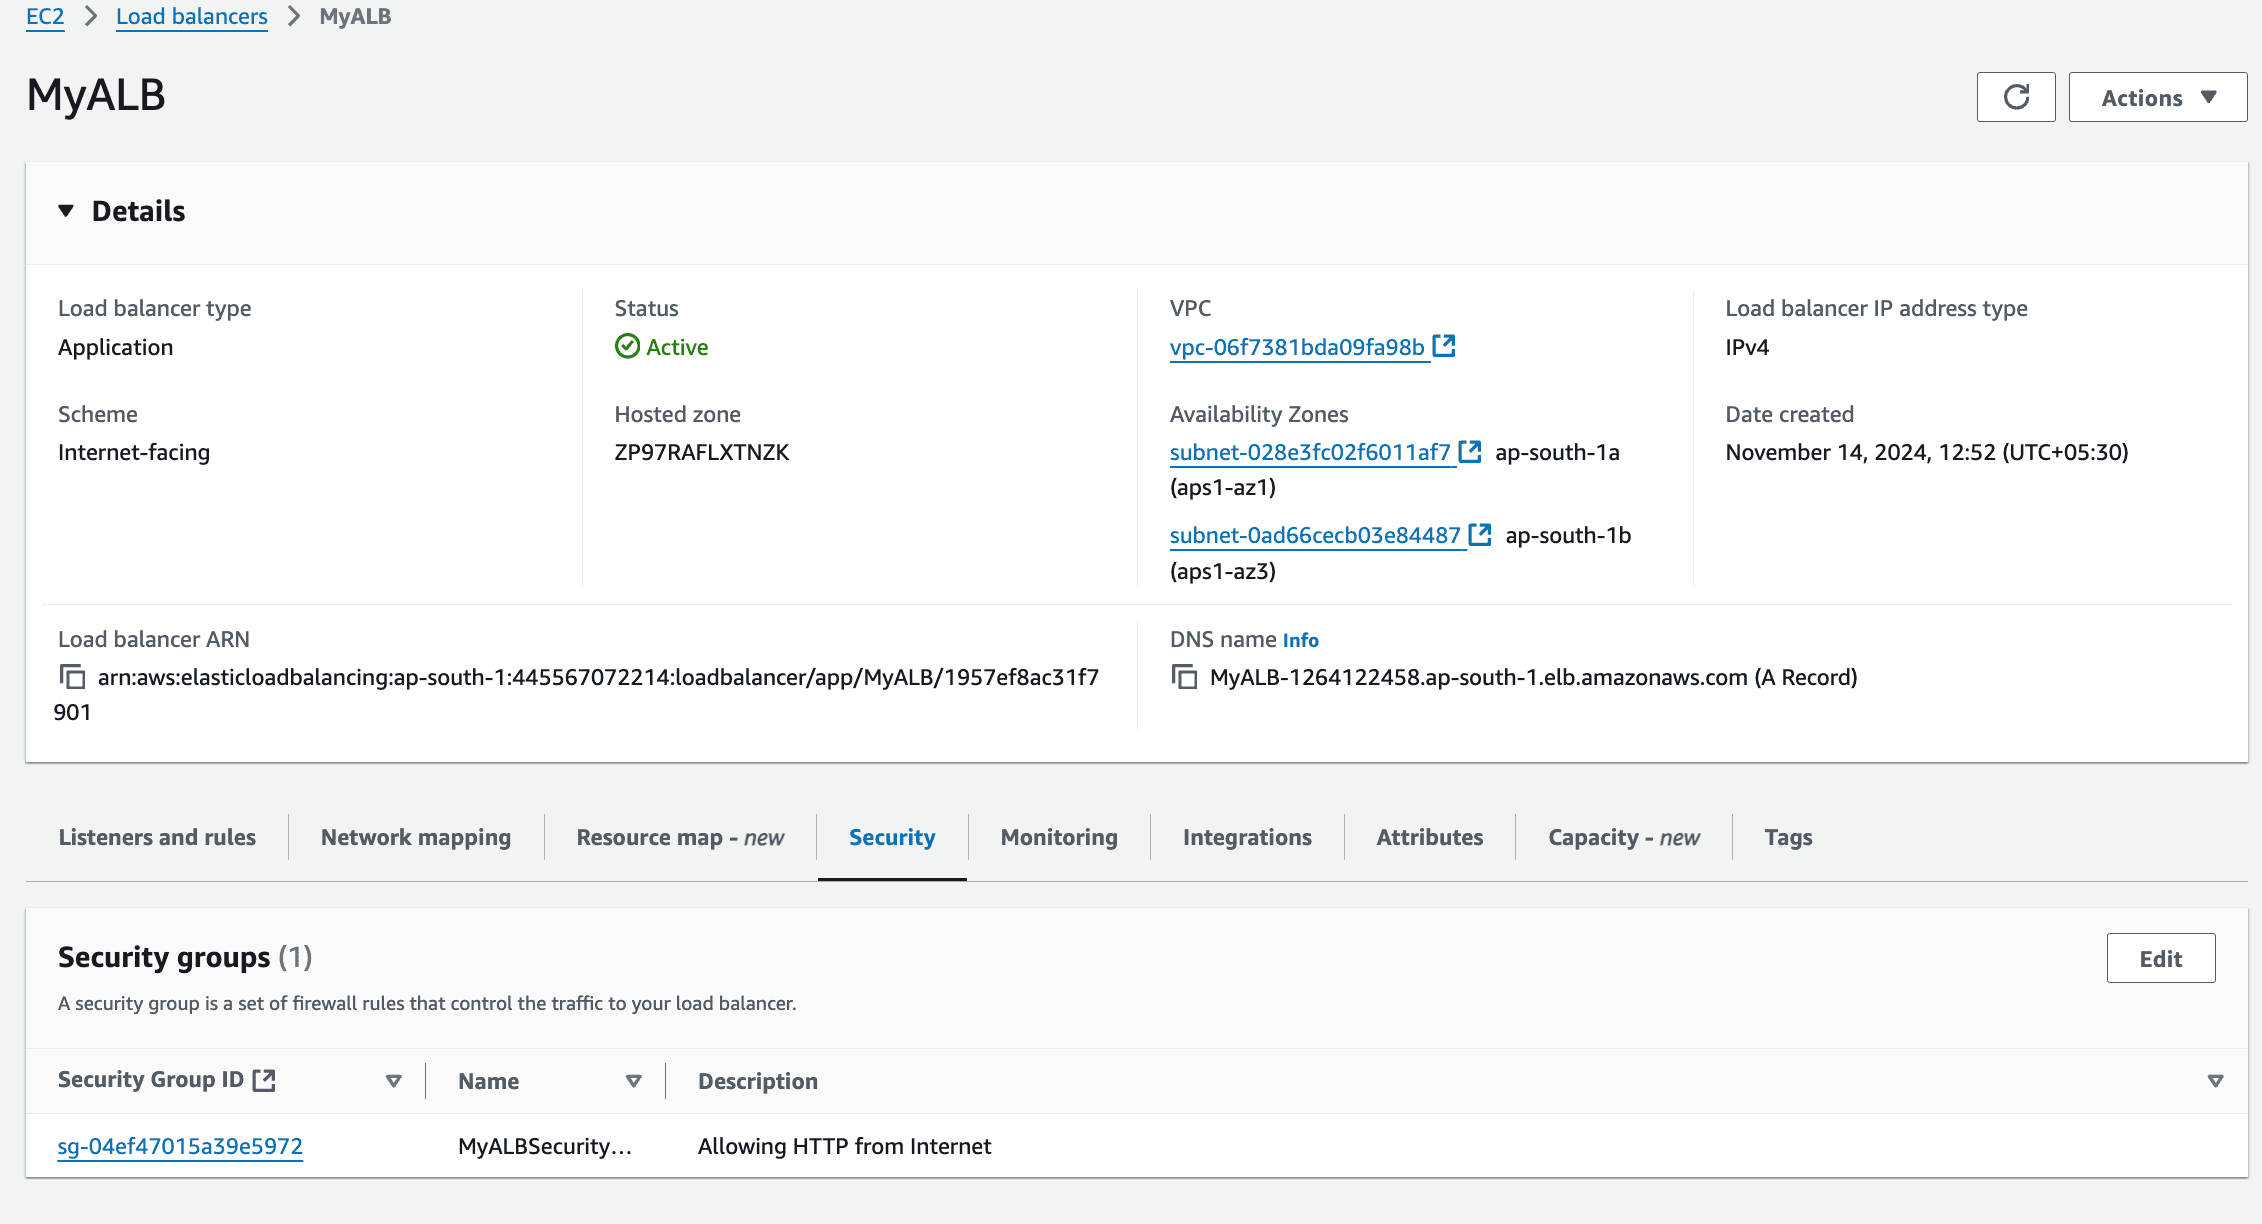 EC2 > Load balancers > MyALB
MyALB
Actions
Details
Load balancer type
Application
Status
Active
VPC
vpc-06f7381bda09fa98b
Load balancer IP address type
IPv4
Scheme
Internet-facing
Hosted zone
ZP97RAFLXTNZK
Availability Zones
subnet-028e3fc02f6011af7 ap-south-1a
(aps1-az1)
subnet-0ad66cecb03e84487 ap-south-1b
(aps1-az3)
Date created
November 14, 2024, 12:52 (UTC+05:30)
Load balancer ARN
arn:aws:elasticloadbalancing:ap-south-1:445567072214:loadbalancer/app/MyALB/1957ef8ac31f7
901
DNS name Info
MyALB-1264122458.ap-south-1.elb.amazonaws.com (A Record)
Listeners and rules Network mapping Resource map - new Security Monitoring Integrations Attributes Capacity - new Tags
Security groups (1)
Edit
A security group is a set of firewall rules that control the traffic to your load balancer.
Security Group ID Name Description
sg-04ef47015a39e5972 MyALBSecurity... Allowing HTTP from Internet